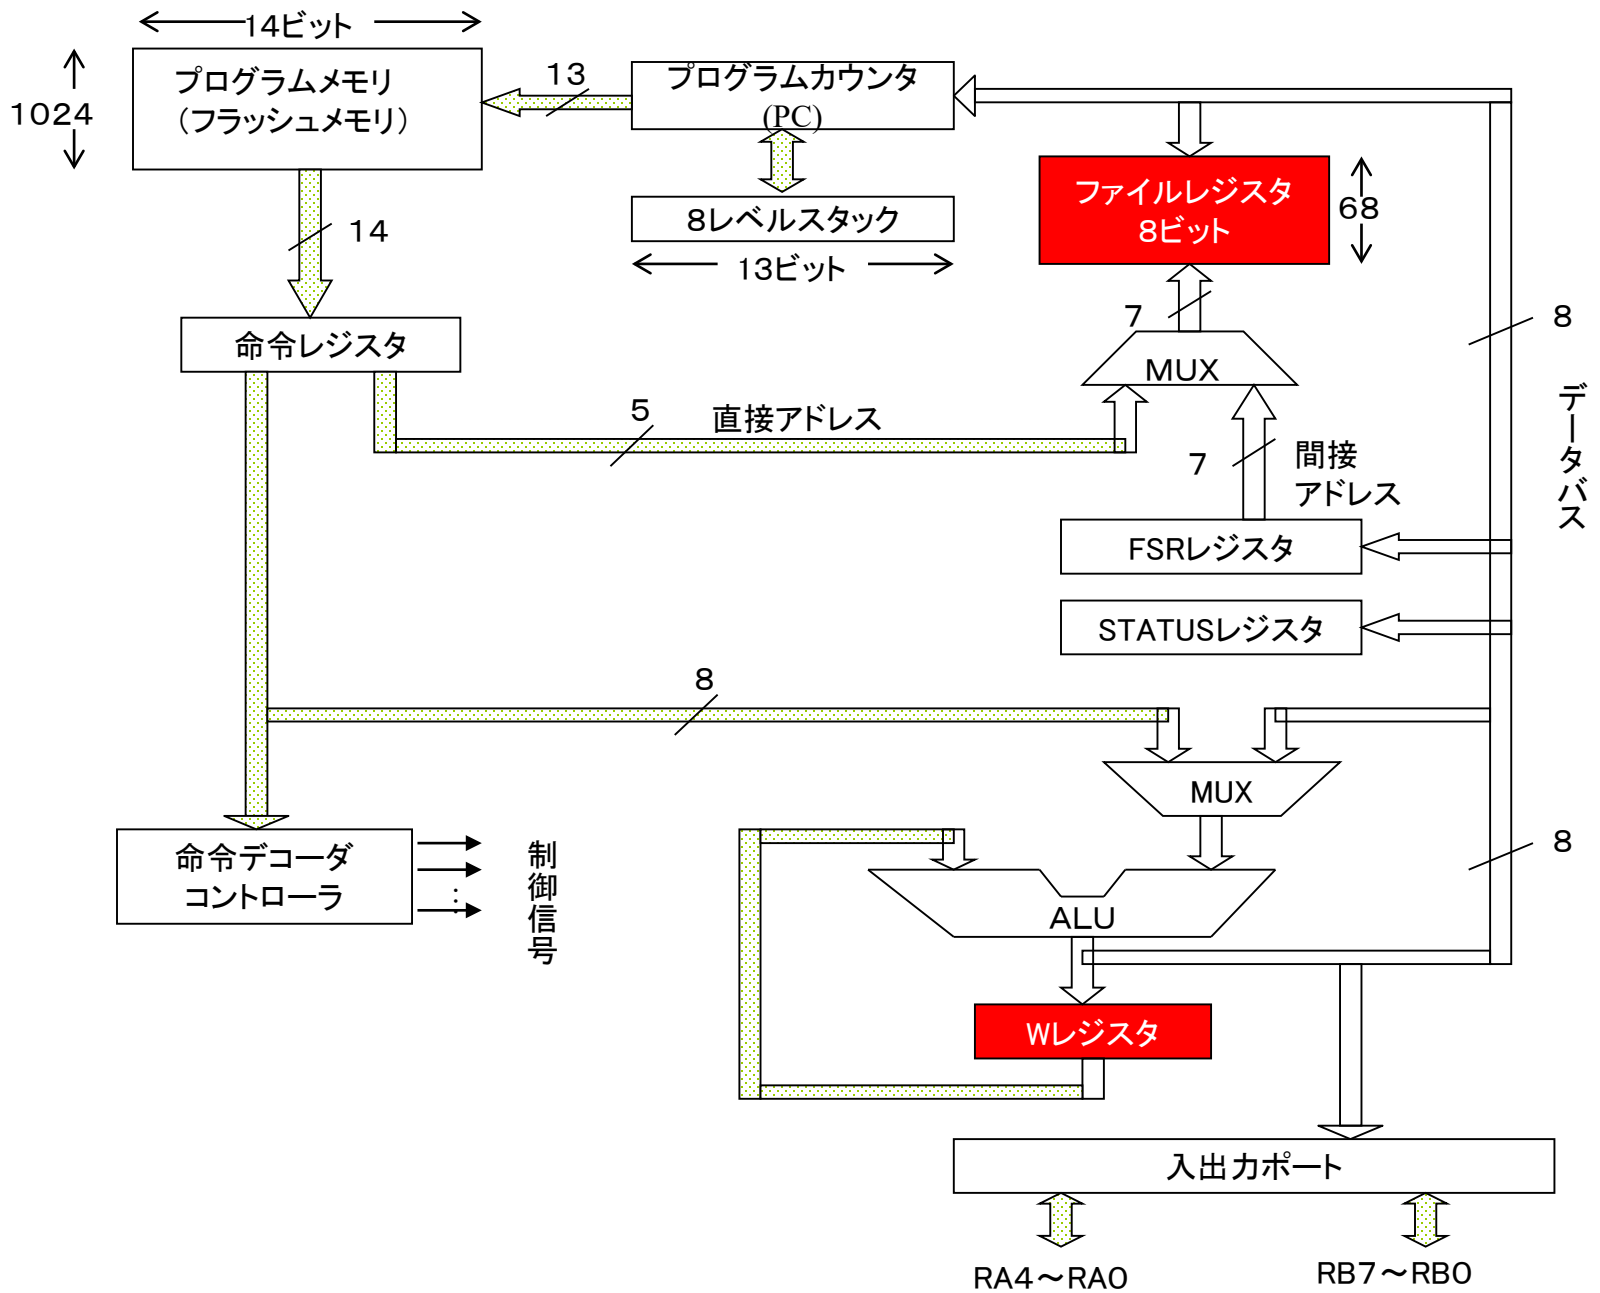 14ビット
プログラムメモリ
（フラッシュメモリ）
1024
13
プログラムカウンタ
(PC)
8レベルスタック
13ビット
ファイルレジスタ
8ビット
68
14
7
8
命令レジスタ
MUX
データバス
5
直接アドレス
7
間接
アドレス
FSRレジスタ
STATUSレジスタ
8
MUX
8
命令デコーダ
コントローラ
⋮
制御信号
ALU
Wレジスタ
入出力ポート
RA4～RA0
RB7～RB0